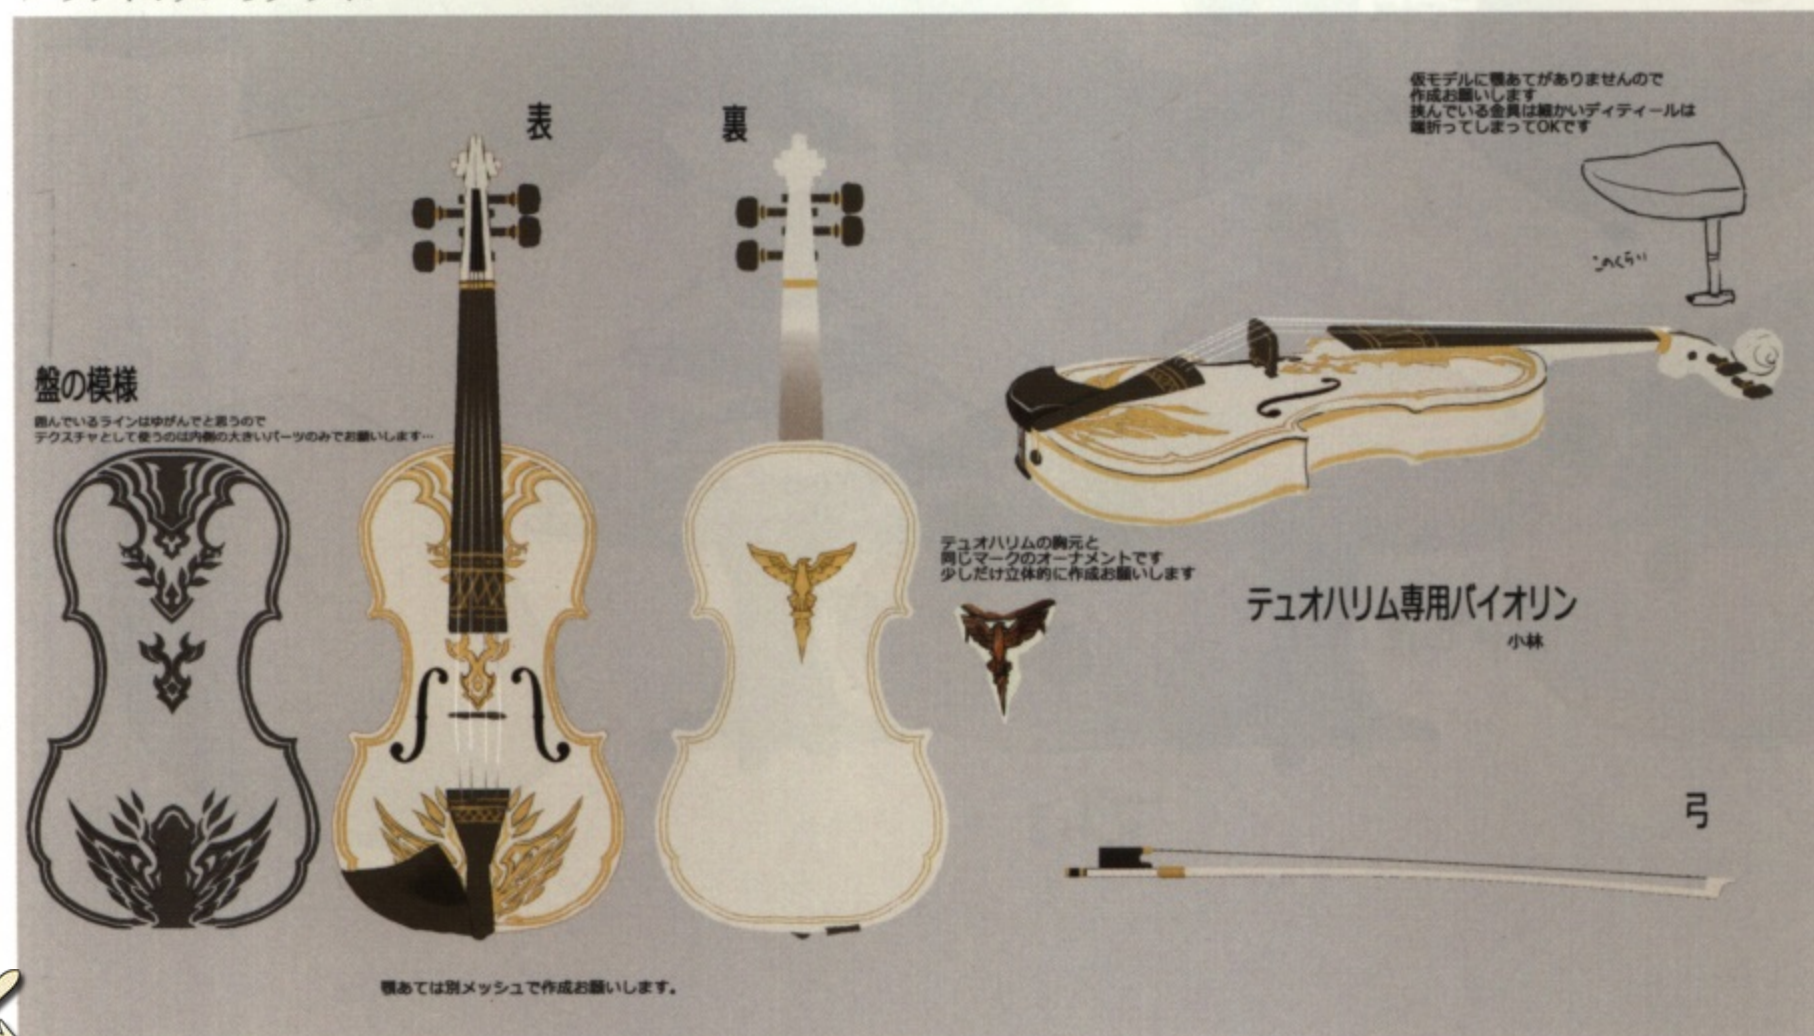 表
裏
仮モデルに顎あてがありませんので
作成お願いします
挟んでいる金具は細かいディティールは
端折ってしまってOKです
このくらい
盤の模様
囲んでいるラインはゆがんでと思うので
テクスチャとして使うのは内側の大きいパーツのみでお願いします…
テュオハリムの胸元と
同じマークのオーナメントです
少しだけ立体的に作成お願いします
テュオハリム専用バイオリン
小林
弓
顎あては別メッシュで作成お願いします。